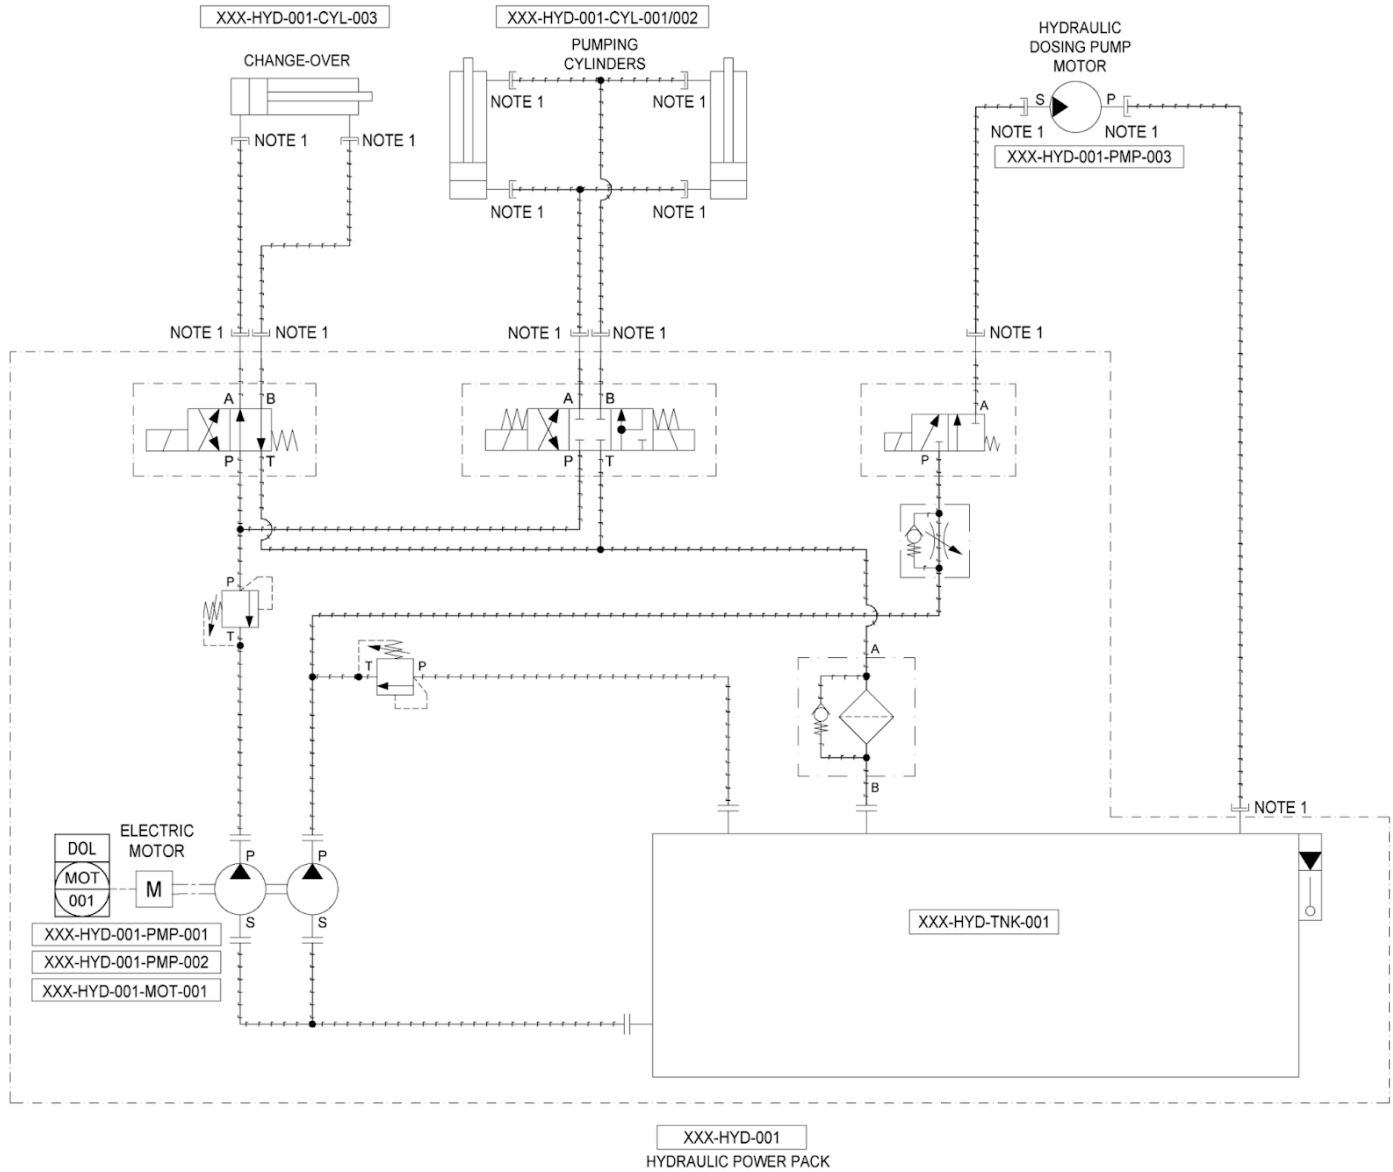 XXX-HYD-001-CYL-003
XXX-HYD-001-CYL-001/002
CHANGE-OVER
PUMPING
CYLINDERS
HYDRAULIC
DOSING PUMP
MOTOR
NOTE 1
NOTE 1
S
P
NOTE 1
NOTE 1
NOTE 1
NOTE 1
XXX-HYD-001-PMP-003
NOTE 1
NOTE 1
NOTE 1
NOTE 1
NOTE 1
NOTE 1
NOTE 1
A
B
A
B
A
P
T
P
T
P
P
T
A
T
P
B
NOTE 1
ELECTRIC
MOTOR
DOL
MOT
001
M
P
P
S
S
XXX-HYD-001-PMP-001
XXX-HYD-001-PMP-002
XXX-HYD-001-MOT-001
XXX-HYD-TNK-001
XXX-HYD-001
HYDRAULIC POWER PACK